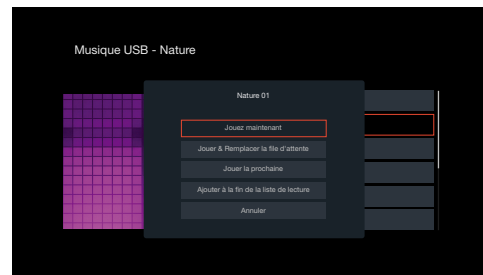 Musique USB - Nature
Nature 01
Jouez maintenant
Jouer & Remplacer la file d'attente
Jouer la prochaine
Ajouter à la fin de la liste de lecture
Annuler